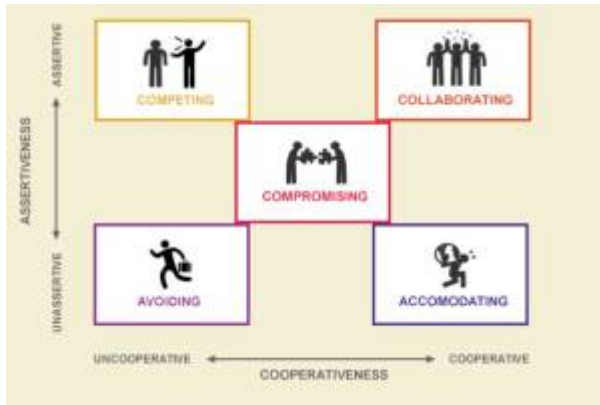 ASSERTIVE
ASSERTIVENESS
UNASSERTIVE
COMPETING
COLLABORATING
COMPROMISING
AVOIDING
ACCOMODATING
UNCOOPERATIVE
COOPERATIVE
COOPERATIVENESS